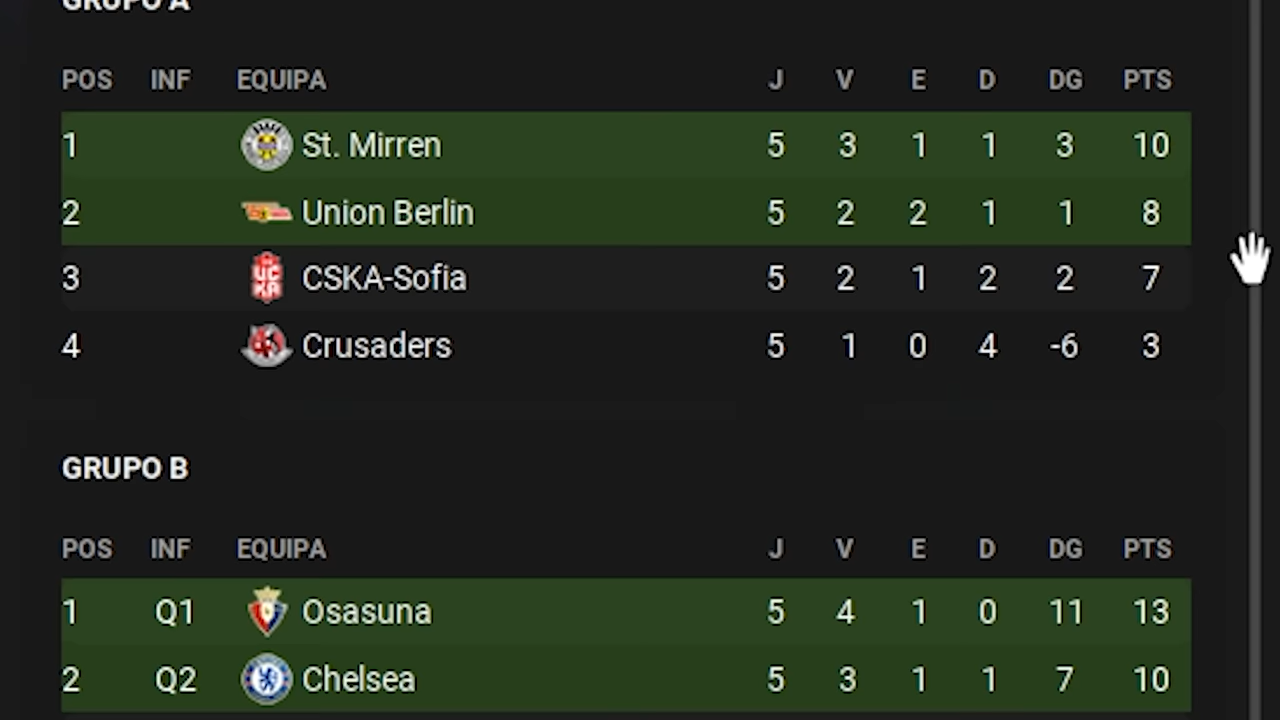 GRUPO A
POS INF EQUIPA J V E D DG PTS
1 St. Mirren 5 3 1 1 3 10
2 Union Berlin 5 2 2 1 1 8
3 CSKA-Sofia 5 2 1 2 2 7
4 Crusaders 5 1 0 4 -6 3
GRUPO B
POS INF EQUIPA J V E D DG PTS
1 Q1 Osasuna 5 4 1 0 11 13
2 Q2 Chelsea 5 3 1 1 7 10